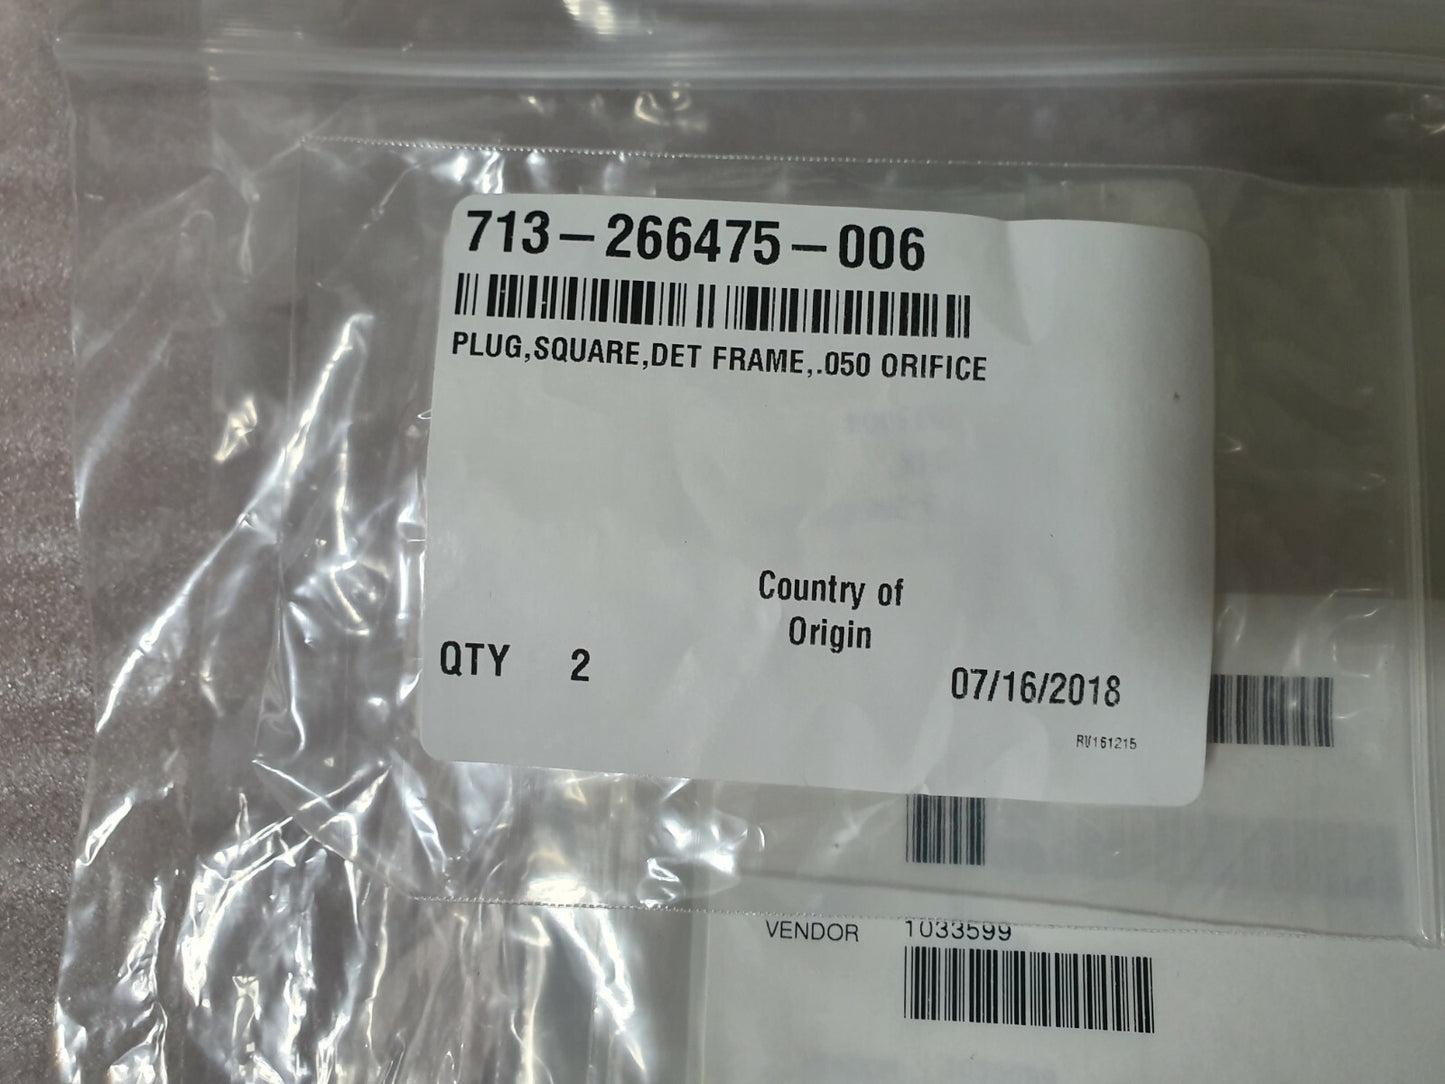 713-266475-006
PLUG,SQUARE,DET FRAME,.050 ORIFICE
Country of
Origin
QTY 2
07/16/2018
RV161215
VENDOR 1033599